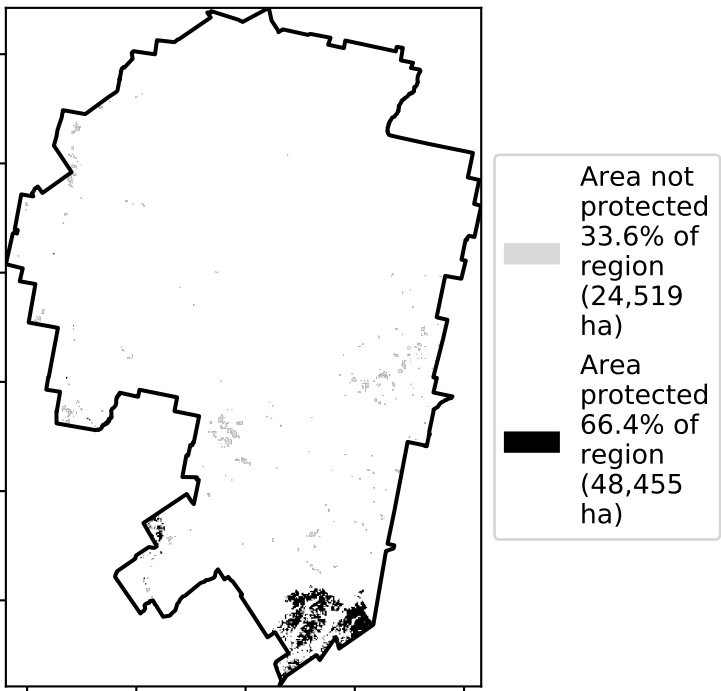 Area not
protected
33.6% of
region
(24,519
ha)
Area
protected
66.4% of
region
(48,455
ha)